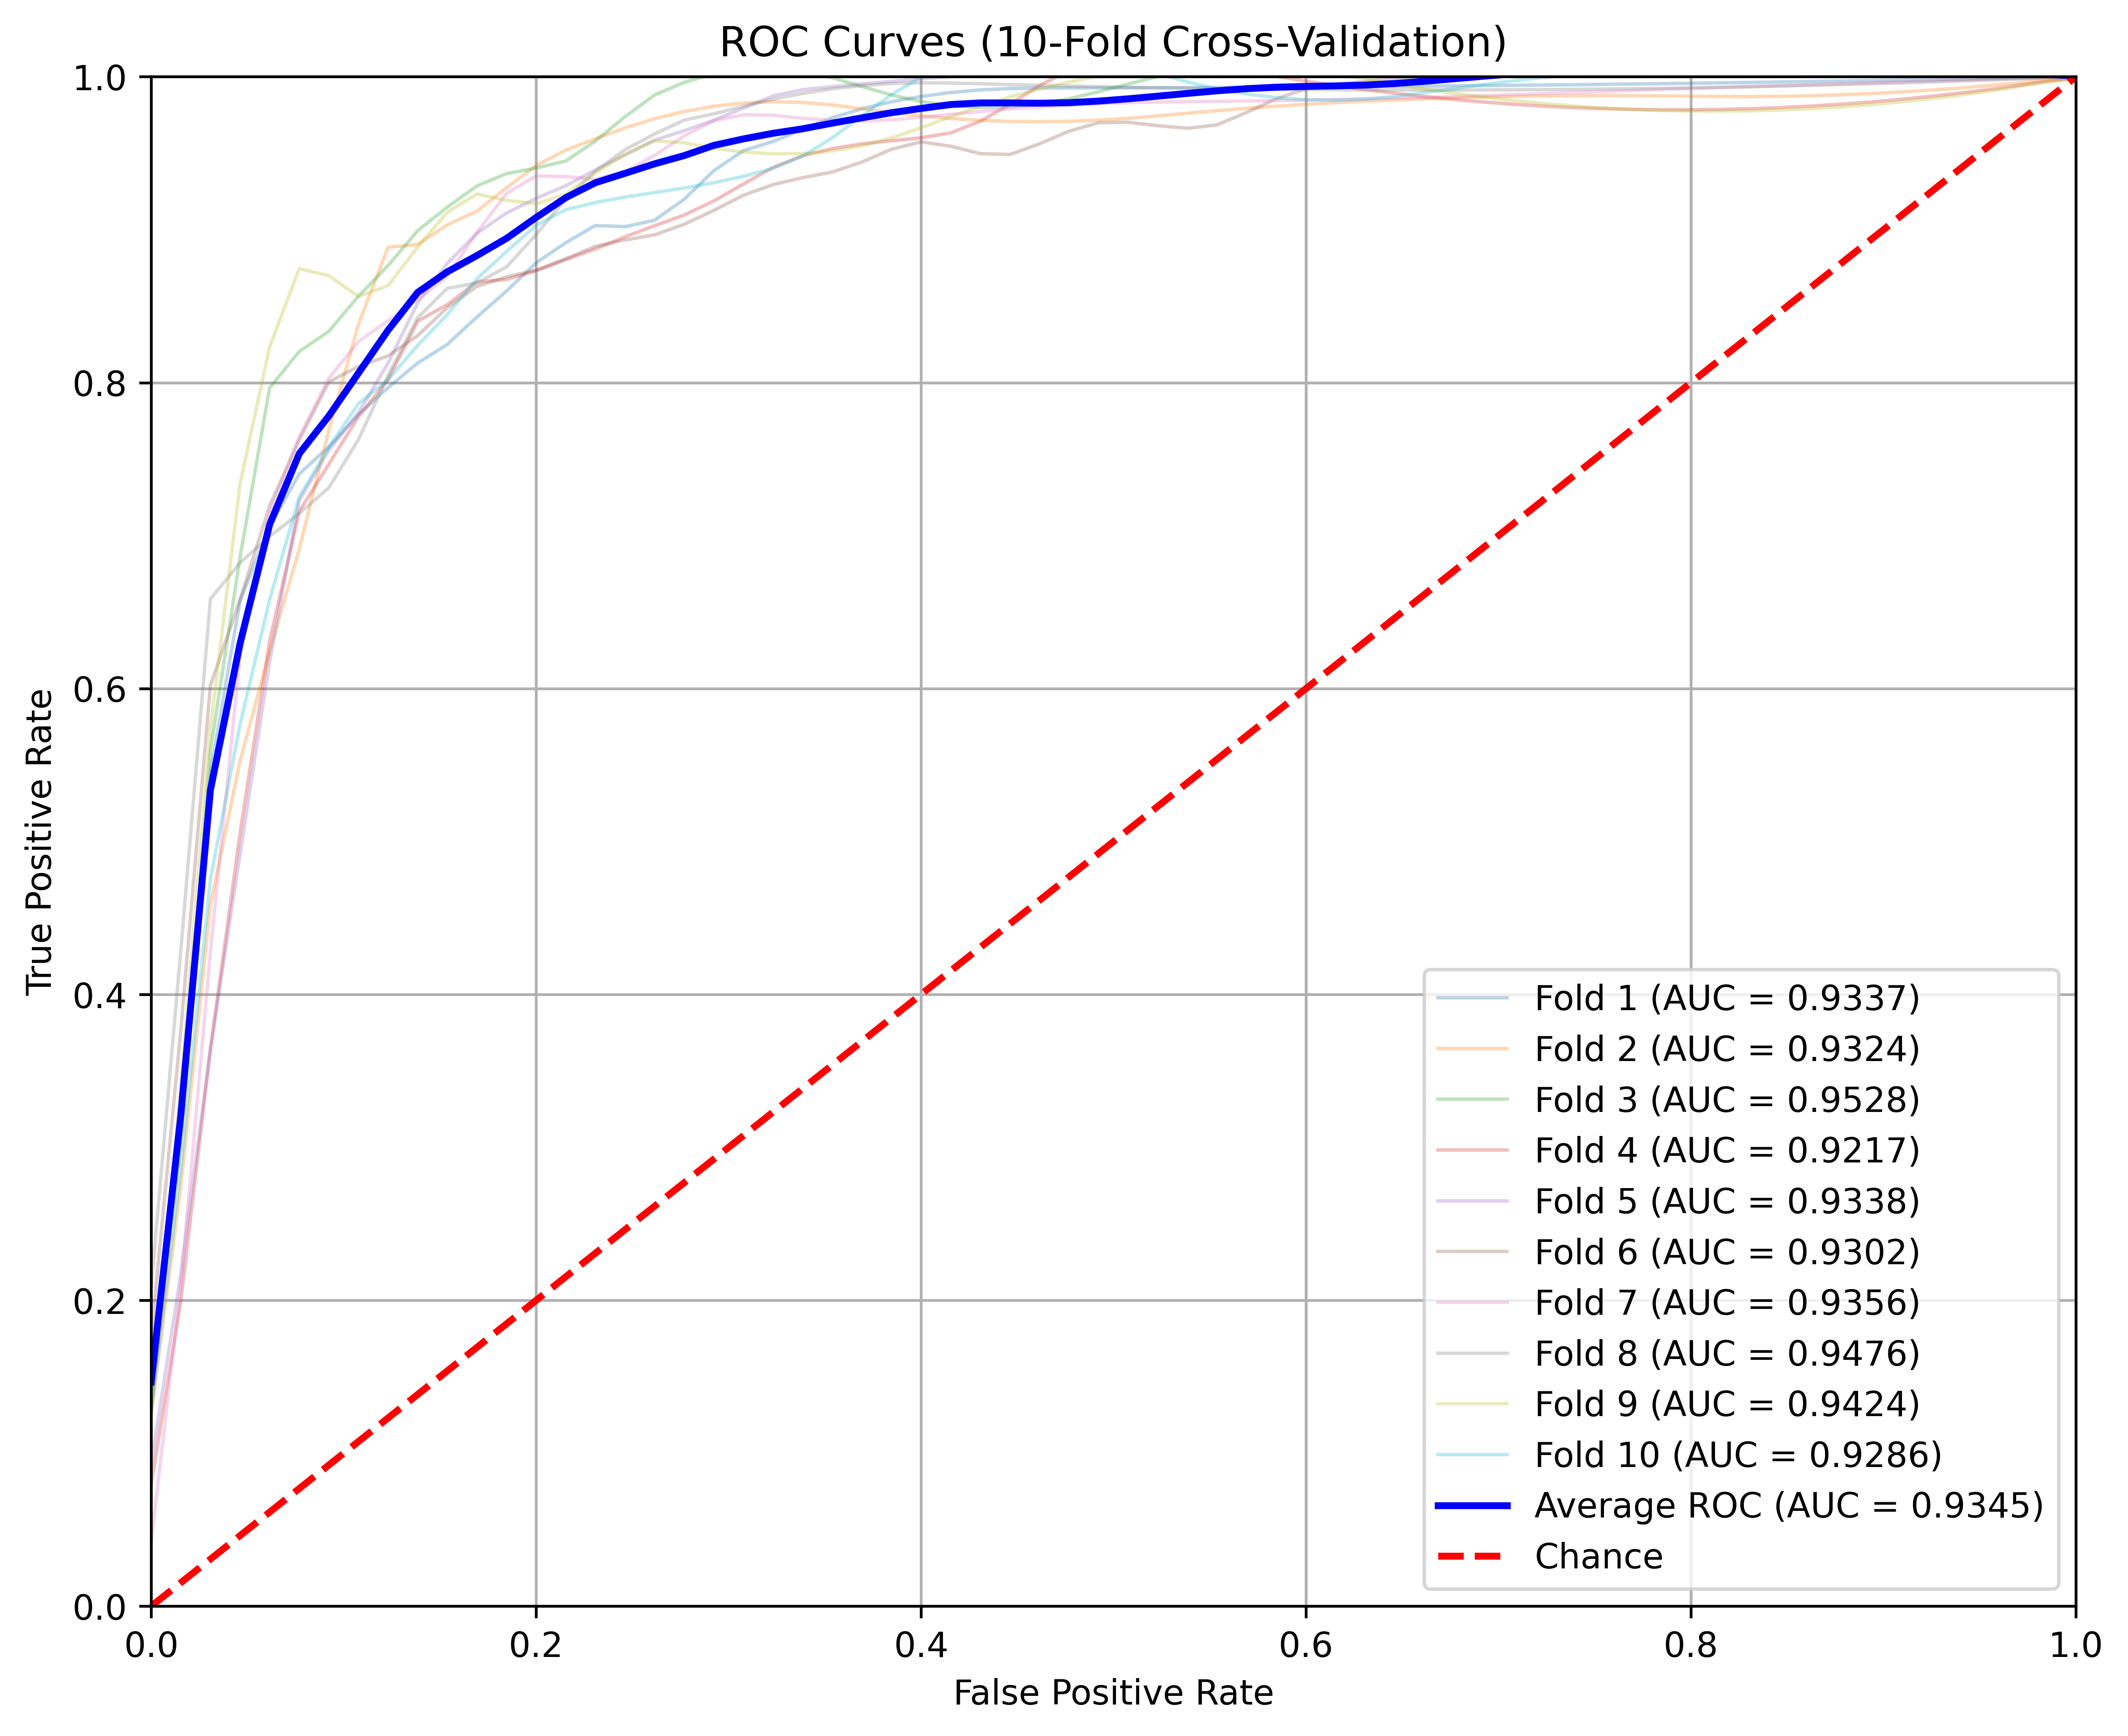 ROC Curves (10-Fold Cross-Validation)
True Positive Rate
1.0
0.8
0.6
0.4
0.2
0.0
0.0
0.2
0.4
0.6
0.8
1.0
False Positive Rate
Fold 1 (AUC = 0.9337)
Fold 2 (AUC = 0.9324)
Fold 3 (AUC = 0.9528)
Fold 4 (AUC = 0.9217)
Fold 5 (AUC = 0.9338)
Fold 6 (AUC = 0.9302)
Fold 7 (AUC = 0.9356)
Fold 8 (AUC = 0.9476)
Fold 9 (AUC = 0.9424)
Fold 10 (AUC = 0.9286)
Average ROC (AUC = 0.9345)
Chance